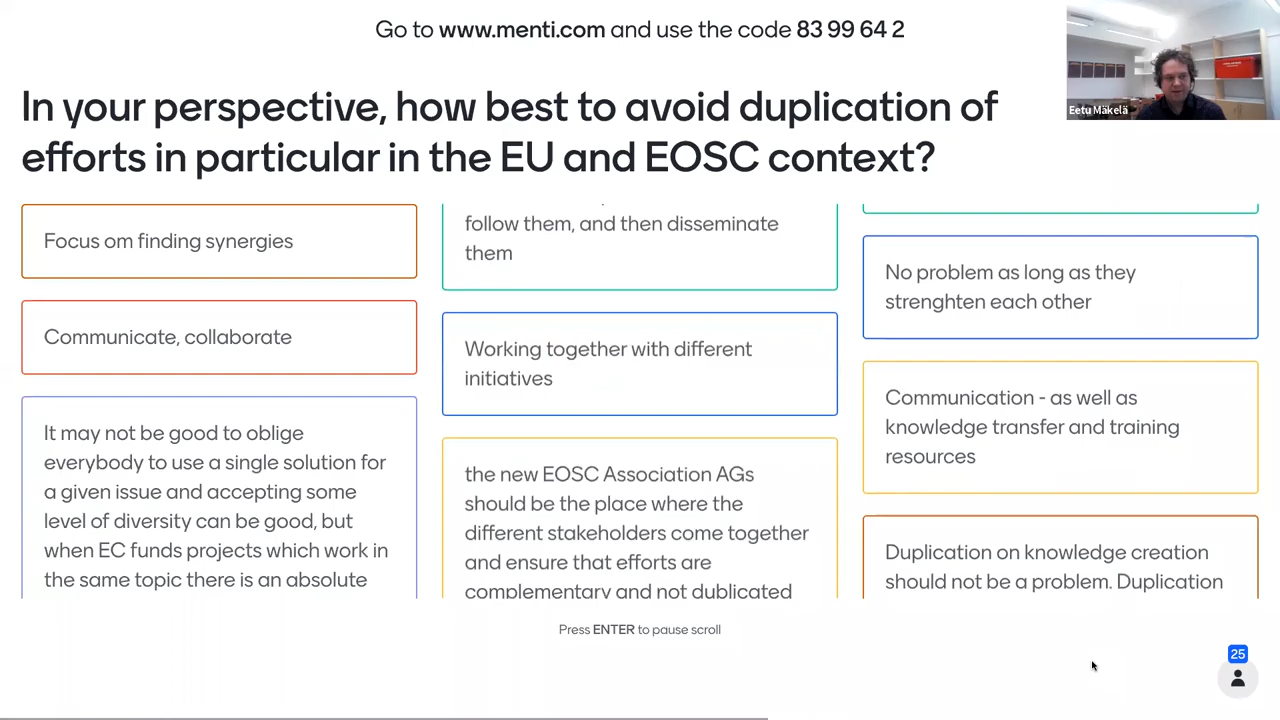 Go to www.menti.com and use the code 83 99 64 2
Eetu Mäkelä
In your perspective, how best to avoid duplication of
efforts in particular in the EU and EOSC context?
Focus om finding synergies
Communicate, collaborate
It may not be good to oblige
everybody to use a single solution for
a given issue and accepting some
level of diversity can be good, but
when EC funds projects which work in
the same topic there is an absolute
follow them, and then disseminate
them
Working together with different
initiatives
the new EOSC Association AGs
should be the place where the
different stakeholders come together
and ensure that efforts are
complementary and not dublicated
No problem as long as they
strenghten each other
Communication - as well as
knowledge transfer and training
resources
Duplication on knowledge creation
should not be a problem. Duplication
Press ENTER to pause scroll
25